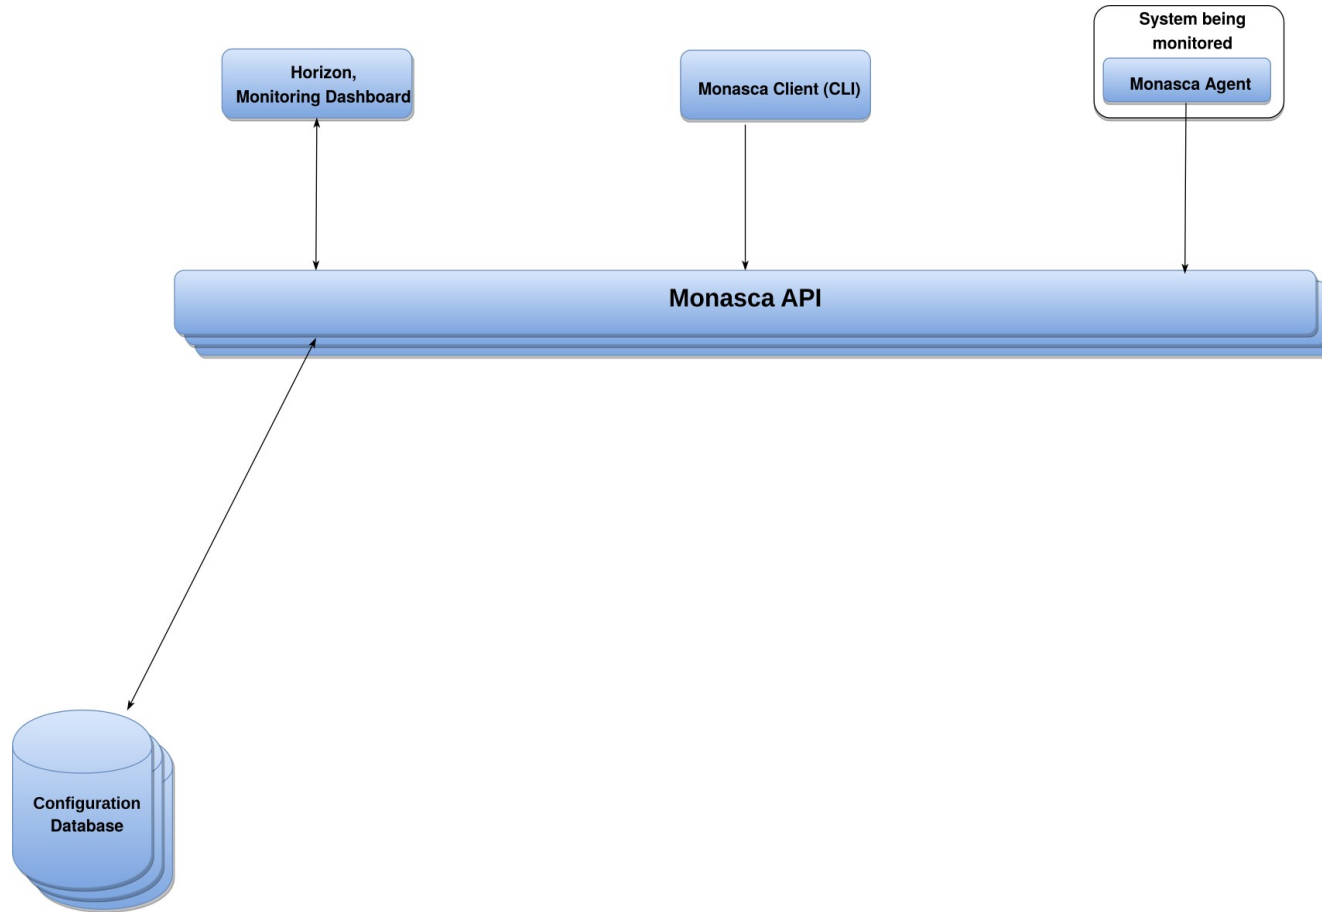 System being
monitored
Horizon,
Monitoring Dashboard
Monasca Client (CLI)
Monasca Agent
Monasca API
Configuration
Database